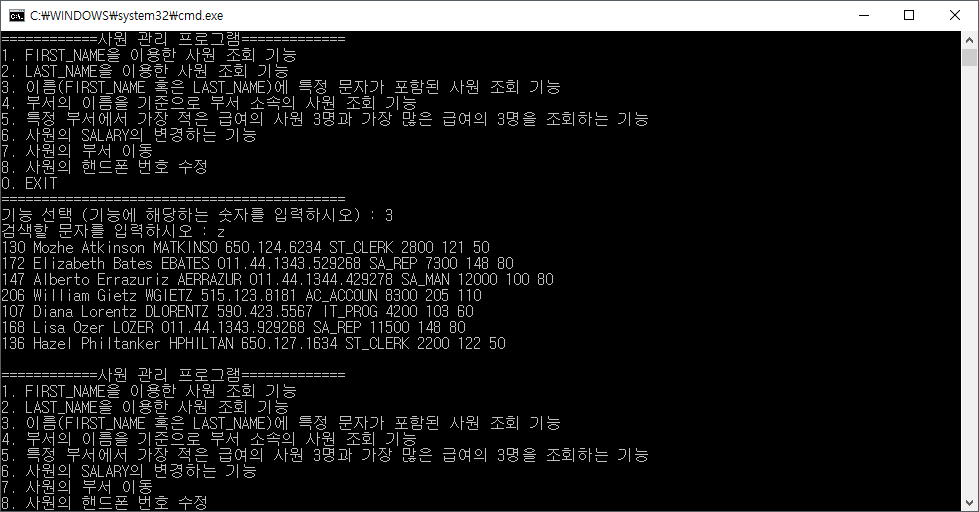 C:₩WINDOWS₩system32₩cmd.exe
============사원 관리 프로그램=============
1. FIRST_NAME을 이용한 사원 조회 기능
2. LAST_NAME을 이용한 사원 조회 기능
3. 이름(FIRST_NAME 혹은 LAST_NAME)에 특정 문자가 포함된 사원 조회 기능
4. 부서의 이름을 기준으로 부서 소속의 사원 조회 기능
5. 특정 부서에서 가장 적은 급여의 사원 3명과 가장 많은 급여의 3명을 조회하는 기능
6. 사원의 SALARY의 변경하는 기능
7. 사원의 부서 이동
8. 사원의 핸드폰 번호 수정
0. EXIT
===========================================
기능 선택 (기능에 해당하는 숫자를 입력하시오) : 3
검색할 문자를 입력하시오 : z
130 Mozhe Atkinson MATKINSO 650.124.6234 ST_CLERK 2800 121 50
172 Elizabeth Bates EBATES 011.44.1343.529268 SA_REP 7300 148 80
147 Alberto Errazuriz AERRAZUR 011.44.1344.429278 SA_MAN 12000 100 80
206 William Gietz WGIETZ 515.123.8181 AC_ACCOUN 8300 205 110
107 Diana Lorentz DLORENTZ 590.423.5567 IT_PROG 4200 103 60
168 Lisa Ozer LOZER 011.44.1343.929268 SA_REP 11500 148 80
136 Hazel Philtanker HPHILTAN 650.127.1634 ST_CLERK 2200 122 50
============사원 관리 프로그램=============
1. FIRST_NAME을 이용한 사원 조회 기능
2. LAST_NAME을 이용한 사원 조회 기능
3. 이름(FIRST_NAME 혹은 LAST_NAME)에 특정 문자가 포함된 사원 조회 기능
4. 부서의 이름을 기준으로 부서 소속의 사원 조회 기능
5. 특정 부서에서 가장 적은 급여의 사원 3명과 가장 많은 급여의 3명을 조회하는 기능
6. 사원의 SALARY의 변경하는 기능
7. 사원의 부서 이동
8. 사원의 핸드폰 번호 수정